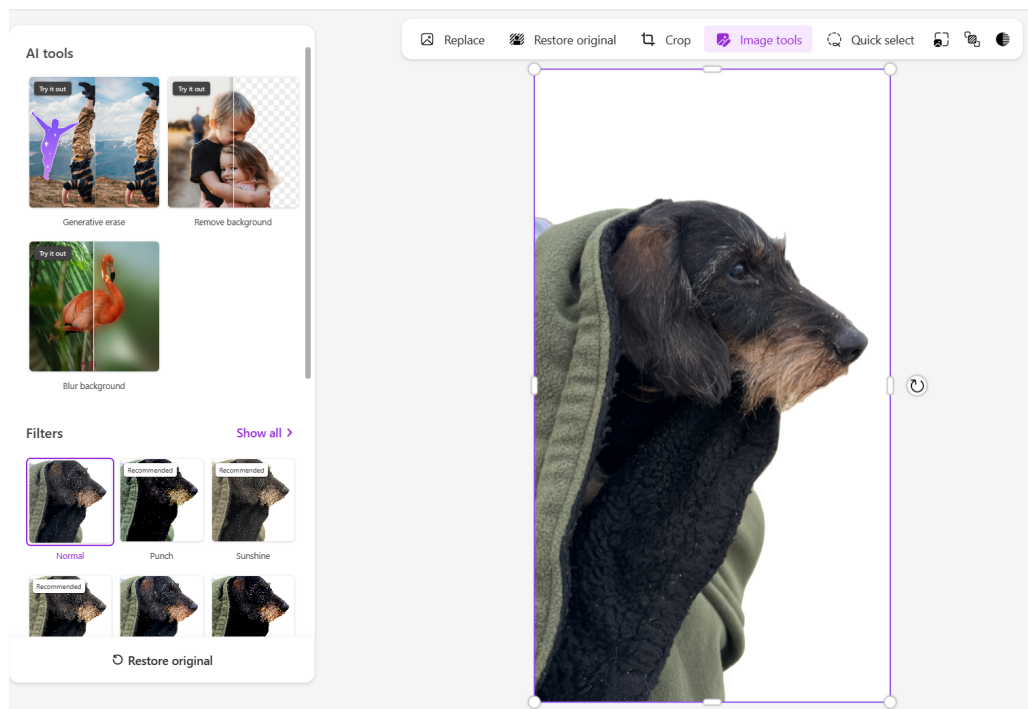 AI tools
Replace
Restore original
Crop
Image tools
Quick select
Try it out
Try it out
Generative erase
Remove background
Try it out
Blur background
Filters
Show all
Recommended
Recommended
Normal
Punch
Sunshine
Recommended
Restore original